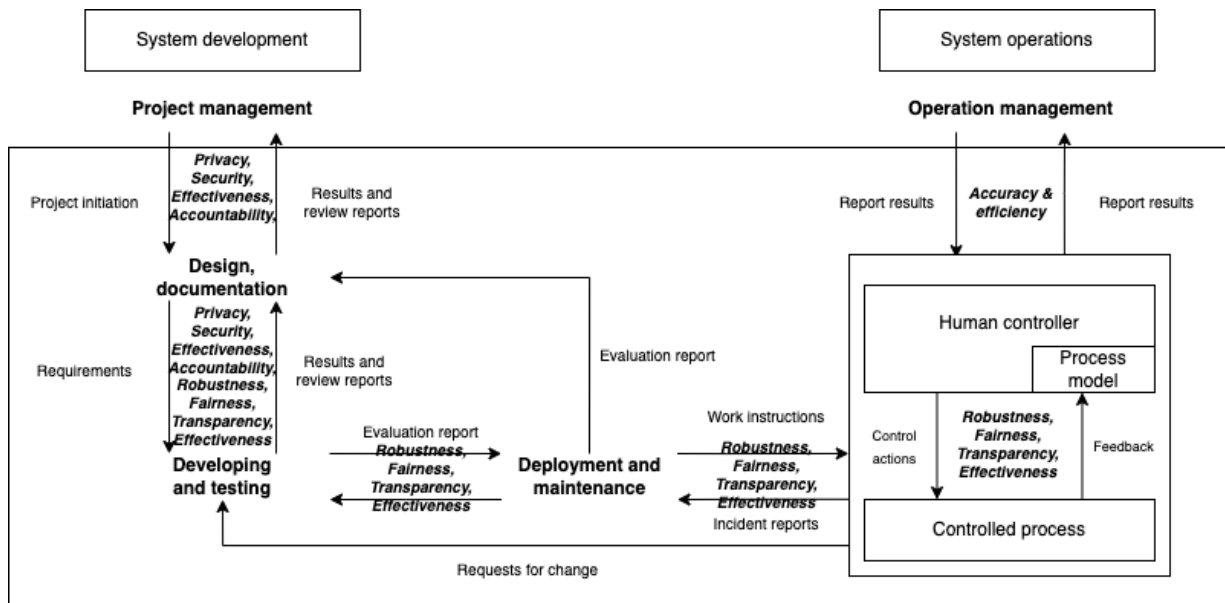 System development
System operations
Project management
Operation management
Project initiation
Privacy,
Security,
Effectiveness,
Accountability,
Results and
review reports
Report results
Accuracy &
efficiency
Report results
Design,
documentation
Requirements
Privacy,
Security,
Effectiveness,
Accountability,
Robustness,
Fairness,
Transparency,
Effectiveness
Results and
review reports
Evaluation report
Human controller
Process
model
Developing
and testing
Evaluation report
Robustness,
Fairness,
Transparency,
Effectiveness
Deployment and
maintenance
Work instructions
Robustness,
Fairness,
Transparency,
Effectiveness
Incident reports
Control
actions
Robustness,
Fairness,
Transparency,
Effectiveness
Feedback
Controlled process
Requests for change